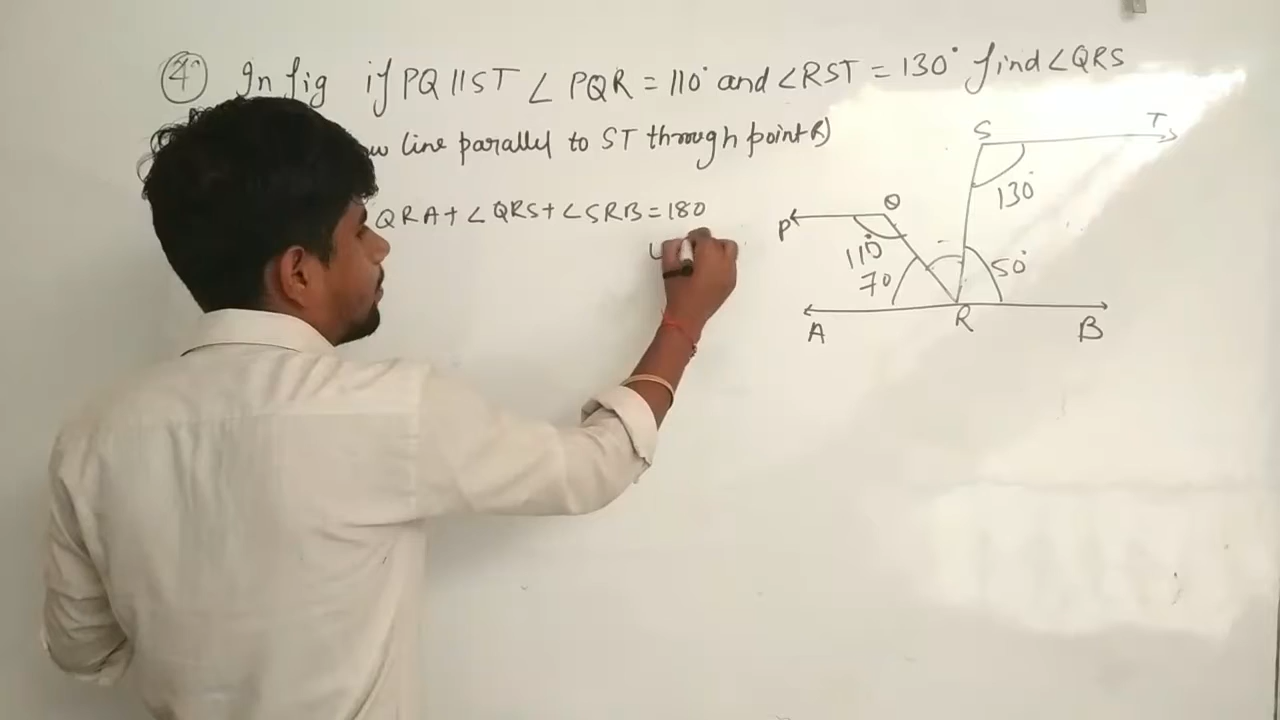 4 In fig if PQ || ST ∠ PQR = 110° and ∠RST = 130° find ∠QRS
line parallel to ST through point R)
QRA + ∠QRS + ∠SRB = 180
S T
130°
Q
P
110°
70 50°
A R B